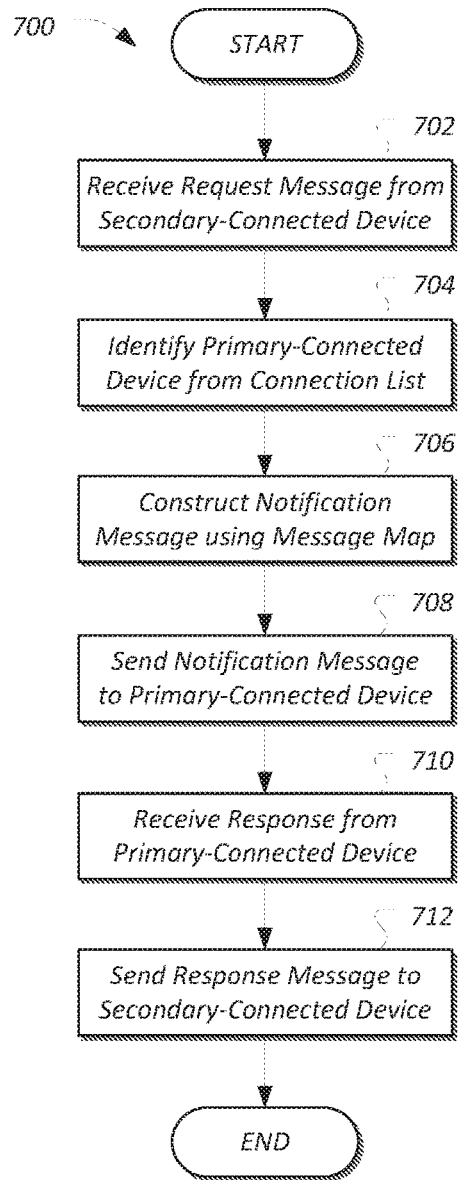 700
START
702
Receive Request Message from
Secondary-Connected Device
704
Identify Primary-Connected
Device from Connection List
706
Construct Notification
Message using Message Map
708
Send Notification Message
to Primary-Connected Device
710
Receive Response from
Primary-Connected Device
712
Send Response Message to
Secondary-Connected Device
END